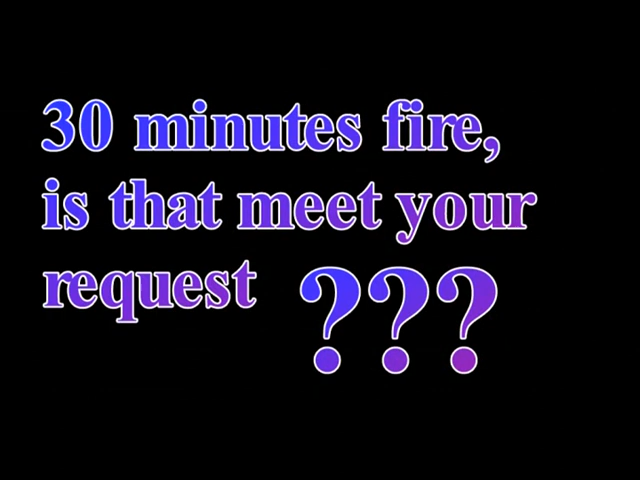 30 minutes fire,
is that meet your
request ???